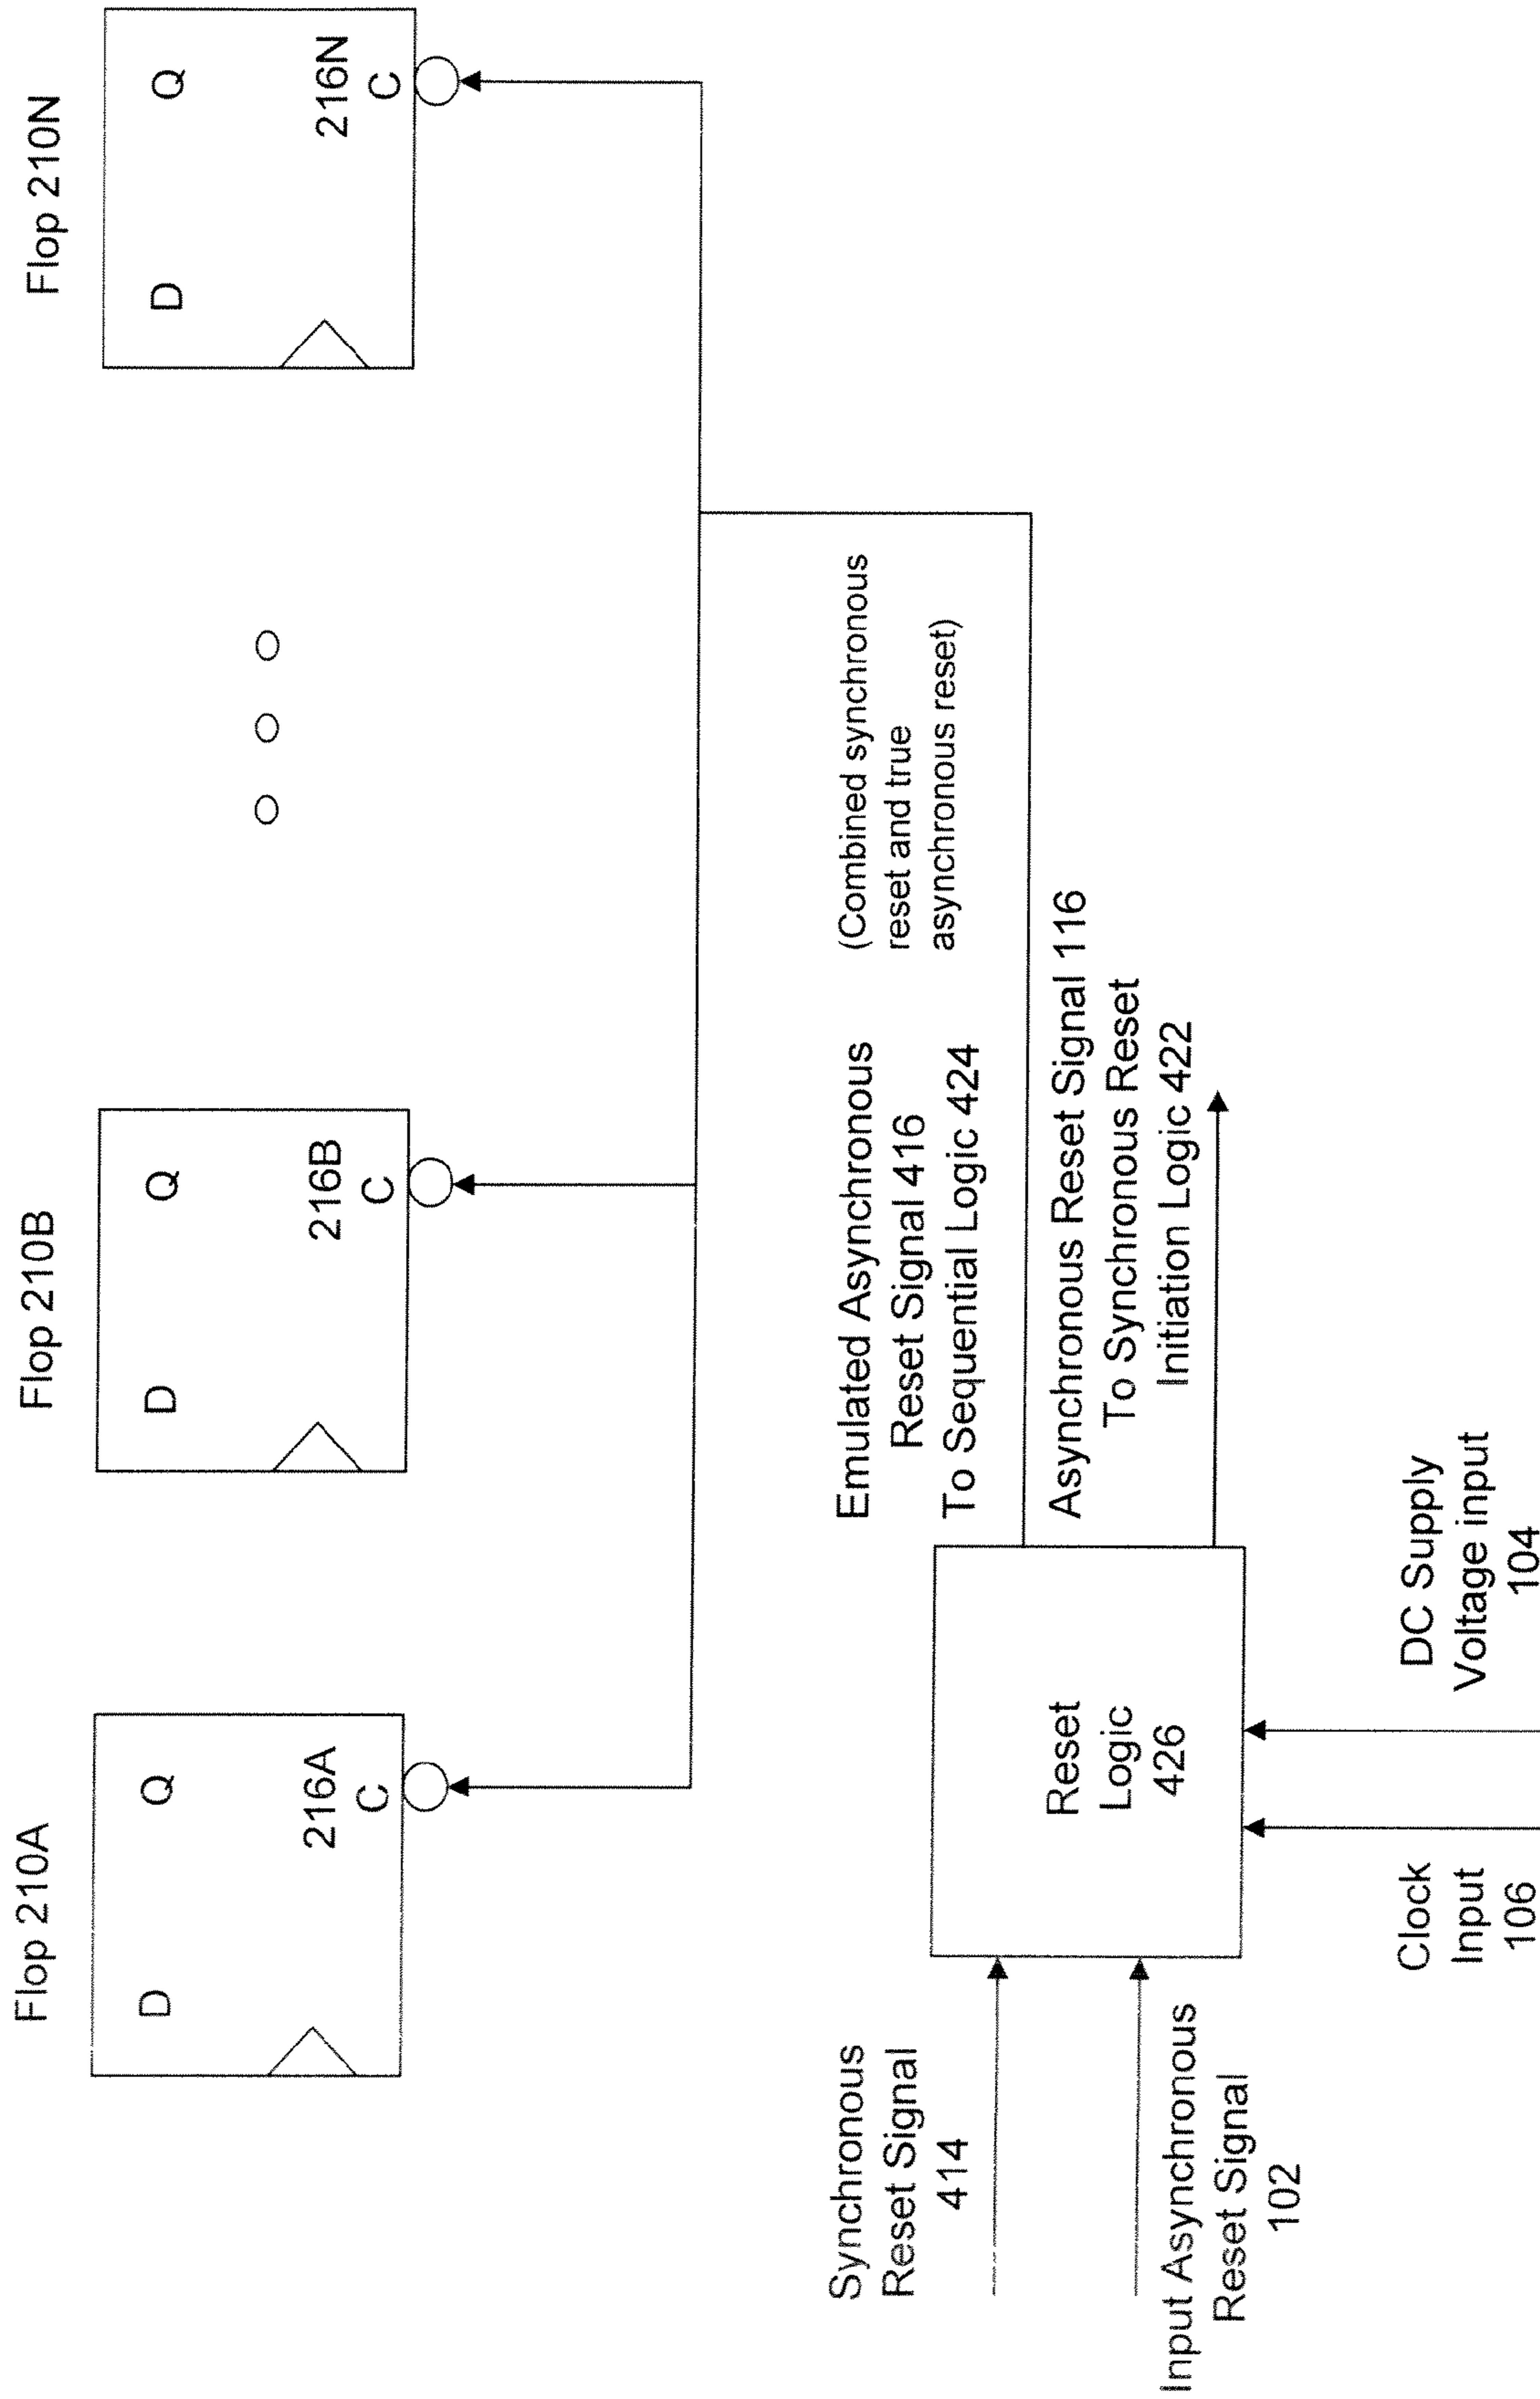 Flop 210A
D
Q
216A
C
Flop 210B
D
Q
216B
C
Flop 210N
D
Q
216N
C
Synchronous
Reset Signal
414
Input Asynchronous
Reset Signal
102
Reset
Logic
426
Clock
Input
106
DC Supply
Voltage input
104
Emulated Asynchronous
Reset Signal 416
To Sequential Logic 424
(Combined synchronous
reset and true
asynchronous reset)
Asynchronous Reset Signal 116
To Synchronous Reset
Initiation Logic 422